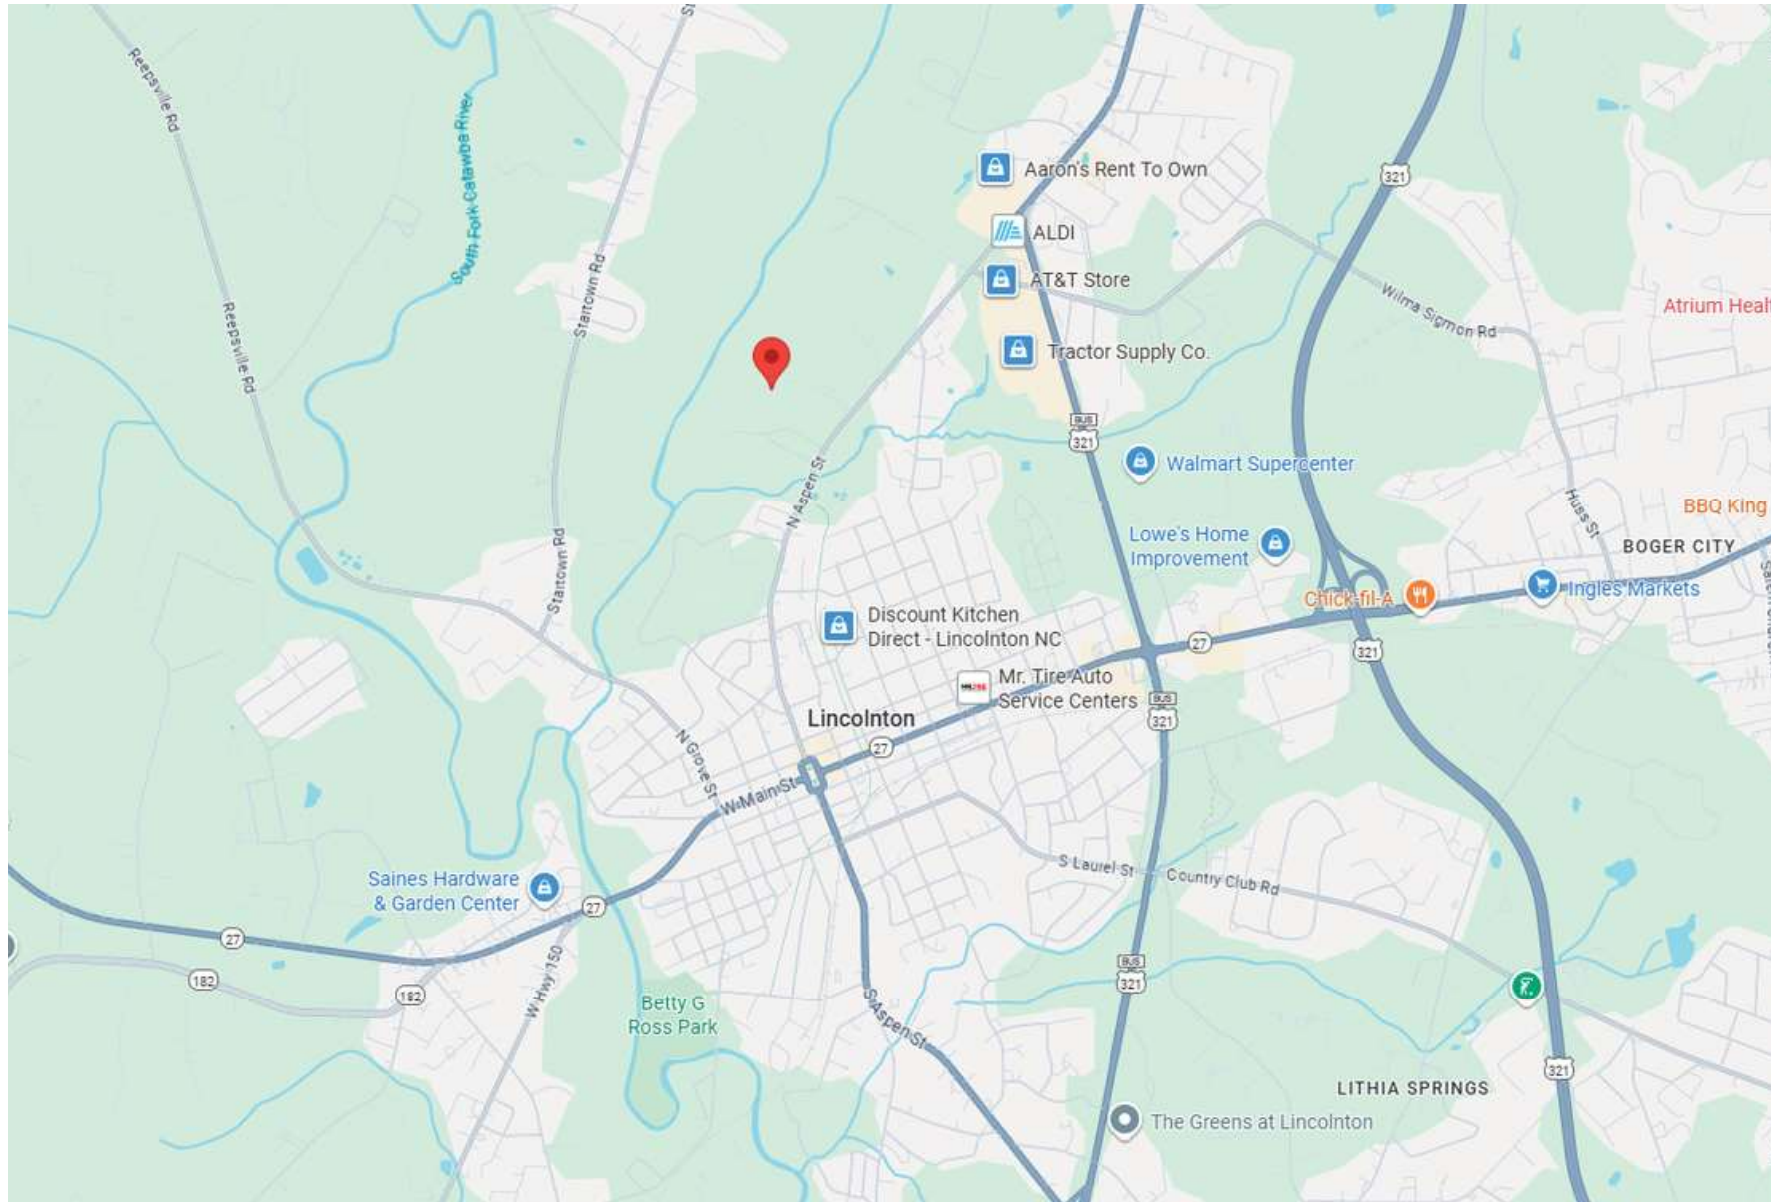 St
Reepsville Rd
South Fork Catawba River
Aaron's Rent To Own
321
ALDI
Startown Rd
AT&T Store
Wilma Sigmon Rd
Atrium Heal
Reepsville Rd
Tractor Supply Co.
BUS
321
Walmart Supercenter
N Aspen St
Huss St
BBQ King
Lowe's Home
Improvement
BOGER CITY
Startown Rd
Chick-fil-A
Ingles Markets
Discount Kitchen
Direct - Lincolnton NC
27
321
Mr. Tire Auto
Service Centers
BUS
321
Lincolnton
27
N Grove St
W Main St
S Laurel St
Country Club Rd
Saines Hardware
& Garden Center
27
27
182
182
W Hwy 150
BUS
321
Betty G
Ross Park
S Aspen St
321
LITHIA SPRINGS
The Greens at Lincolnton